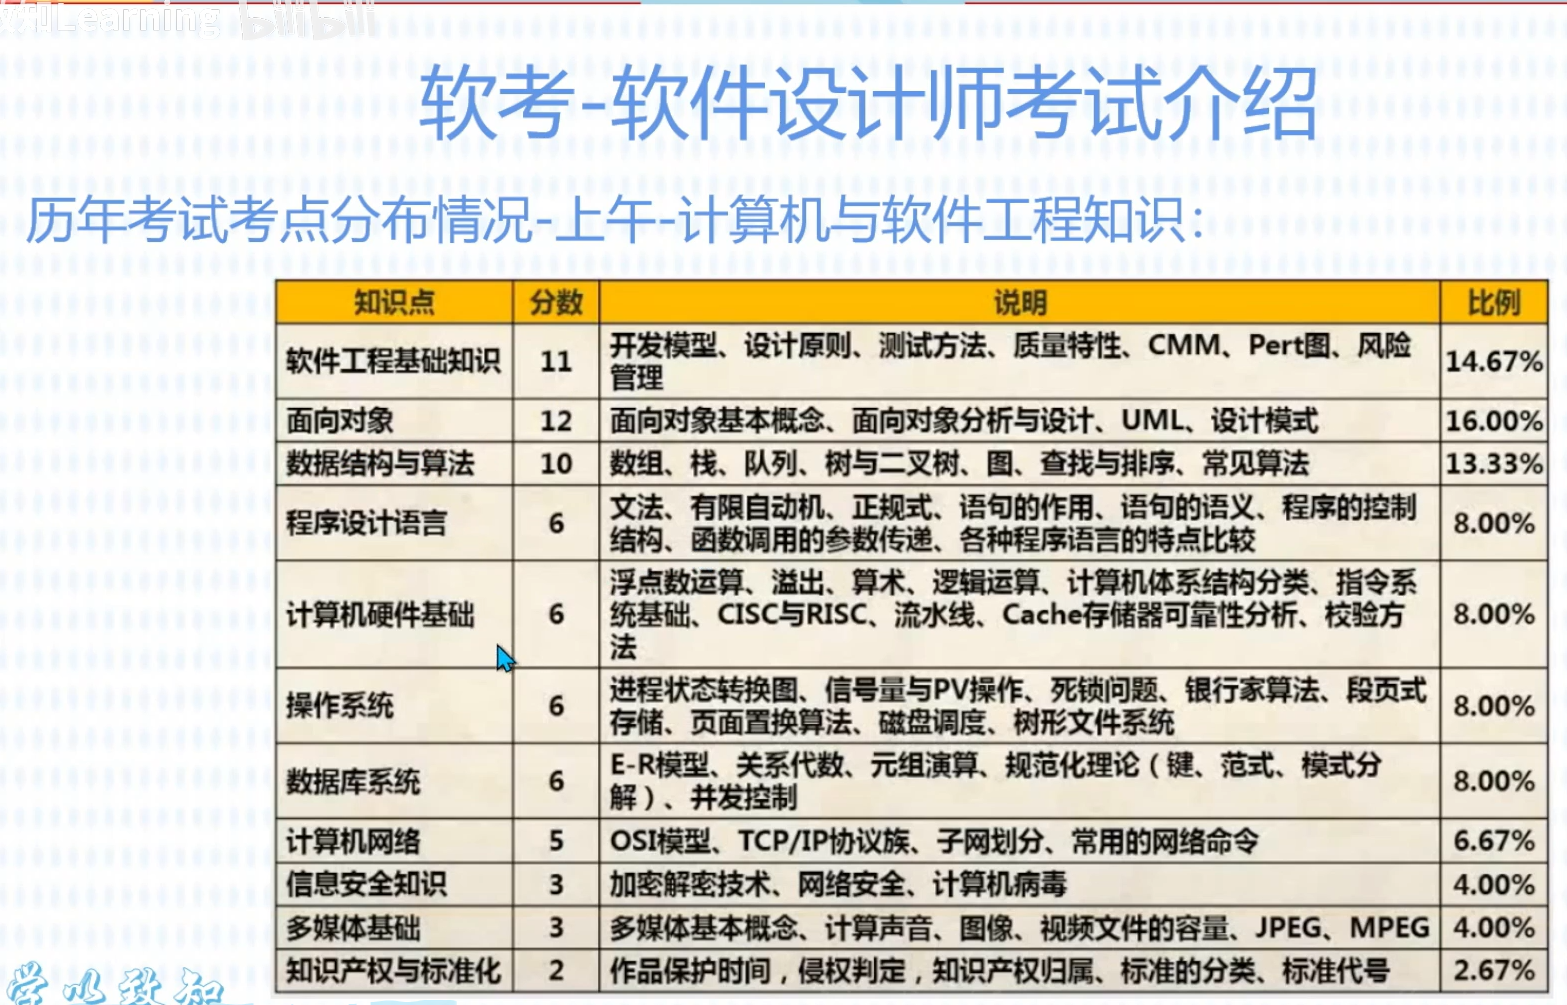 WillLearning bilibili
软考-软件设计师考试介绍
历年考试考点分布情况-上午-计算机与软件工程知识:
知识点 分数 说明 比例
软件工程基础知识 11 开发模型、设计原则、测试方法、质量特性、CMM、Pert图、风险
管理 14.67%
面向对象 12 面向对象基本概念、面向对象分析与设计、UML、设计模式 16.00%
数据结构与算法 10 数组、栈、队列、树与二叉树、图、查找与排序、常见算法 13.33%
程序设计语言 6 文法、有限自动机、正规式、语句的作用、语句的语义、程序的控制
结构、函数调用的参数传递、各种程序语言的特点比较 8.00%
计算机硬件基础 6 浮点数运算、溢出、算术、逻辑运算、计算机体系结构分类、指令系
统基础、CISC与RISC、流水线、Cache存储器可靠性分析、校验方
法 8.00%
操作系统 6 进程状态转换图、信号量与PV操作、死锁问题、银行家算法、段页式
存储、页面置换算法、磁盘调度、树形文件系统 8.00%
数据库系统 6 E-R模型、关系代数、元组演算、规范化理论（键、范式、模式分
解）、并发控制 8.00%
计算机网络 5 OSI模型、TCP/IP协议族、子网划分、常用的网络命令 6.67%
信息安全知识 3 加密解密技术、网络安全、计算机病毒 4.00%
多媒体基础 3 多媒体基本概念、计算声音、图像、视频文件的容量、JPEG、MPEG 4.00%
知识产权与标准化 2 作品保护时间，侵权判定，知识产权归属、标准的分类、标准代号 2.67%
学以致知